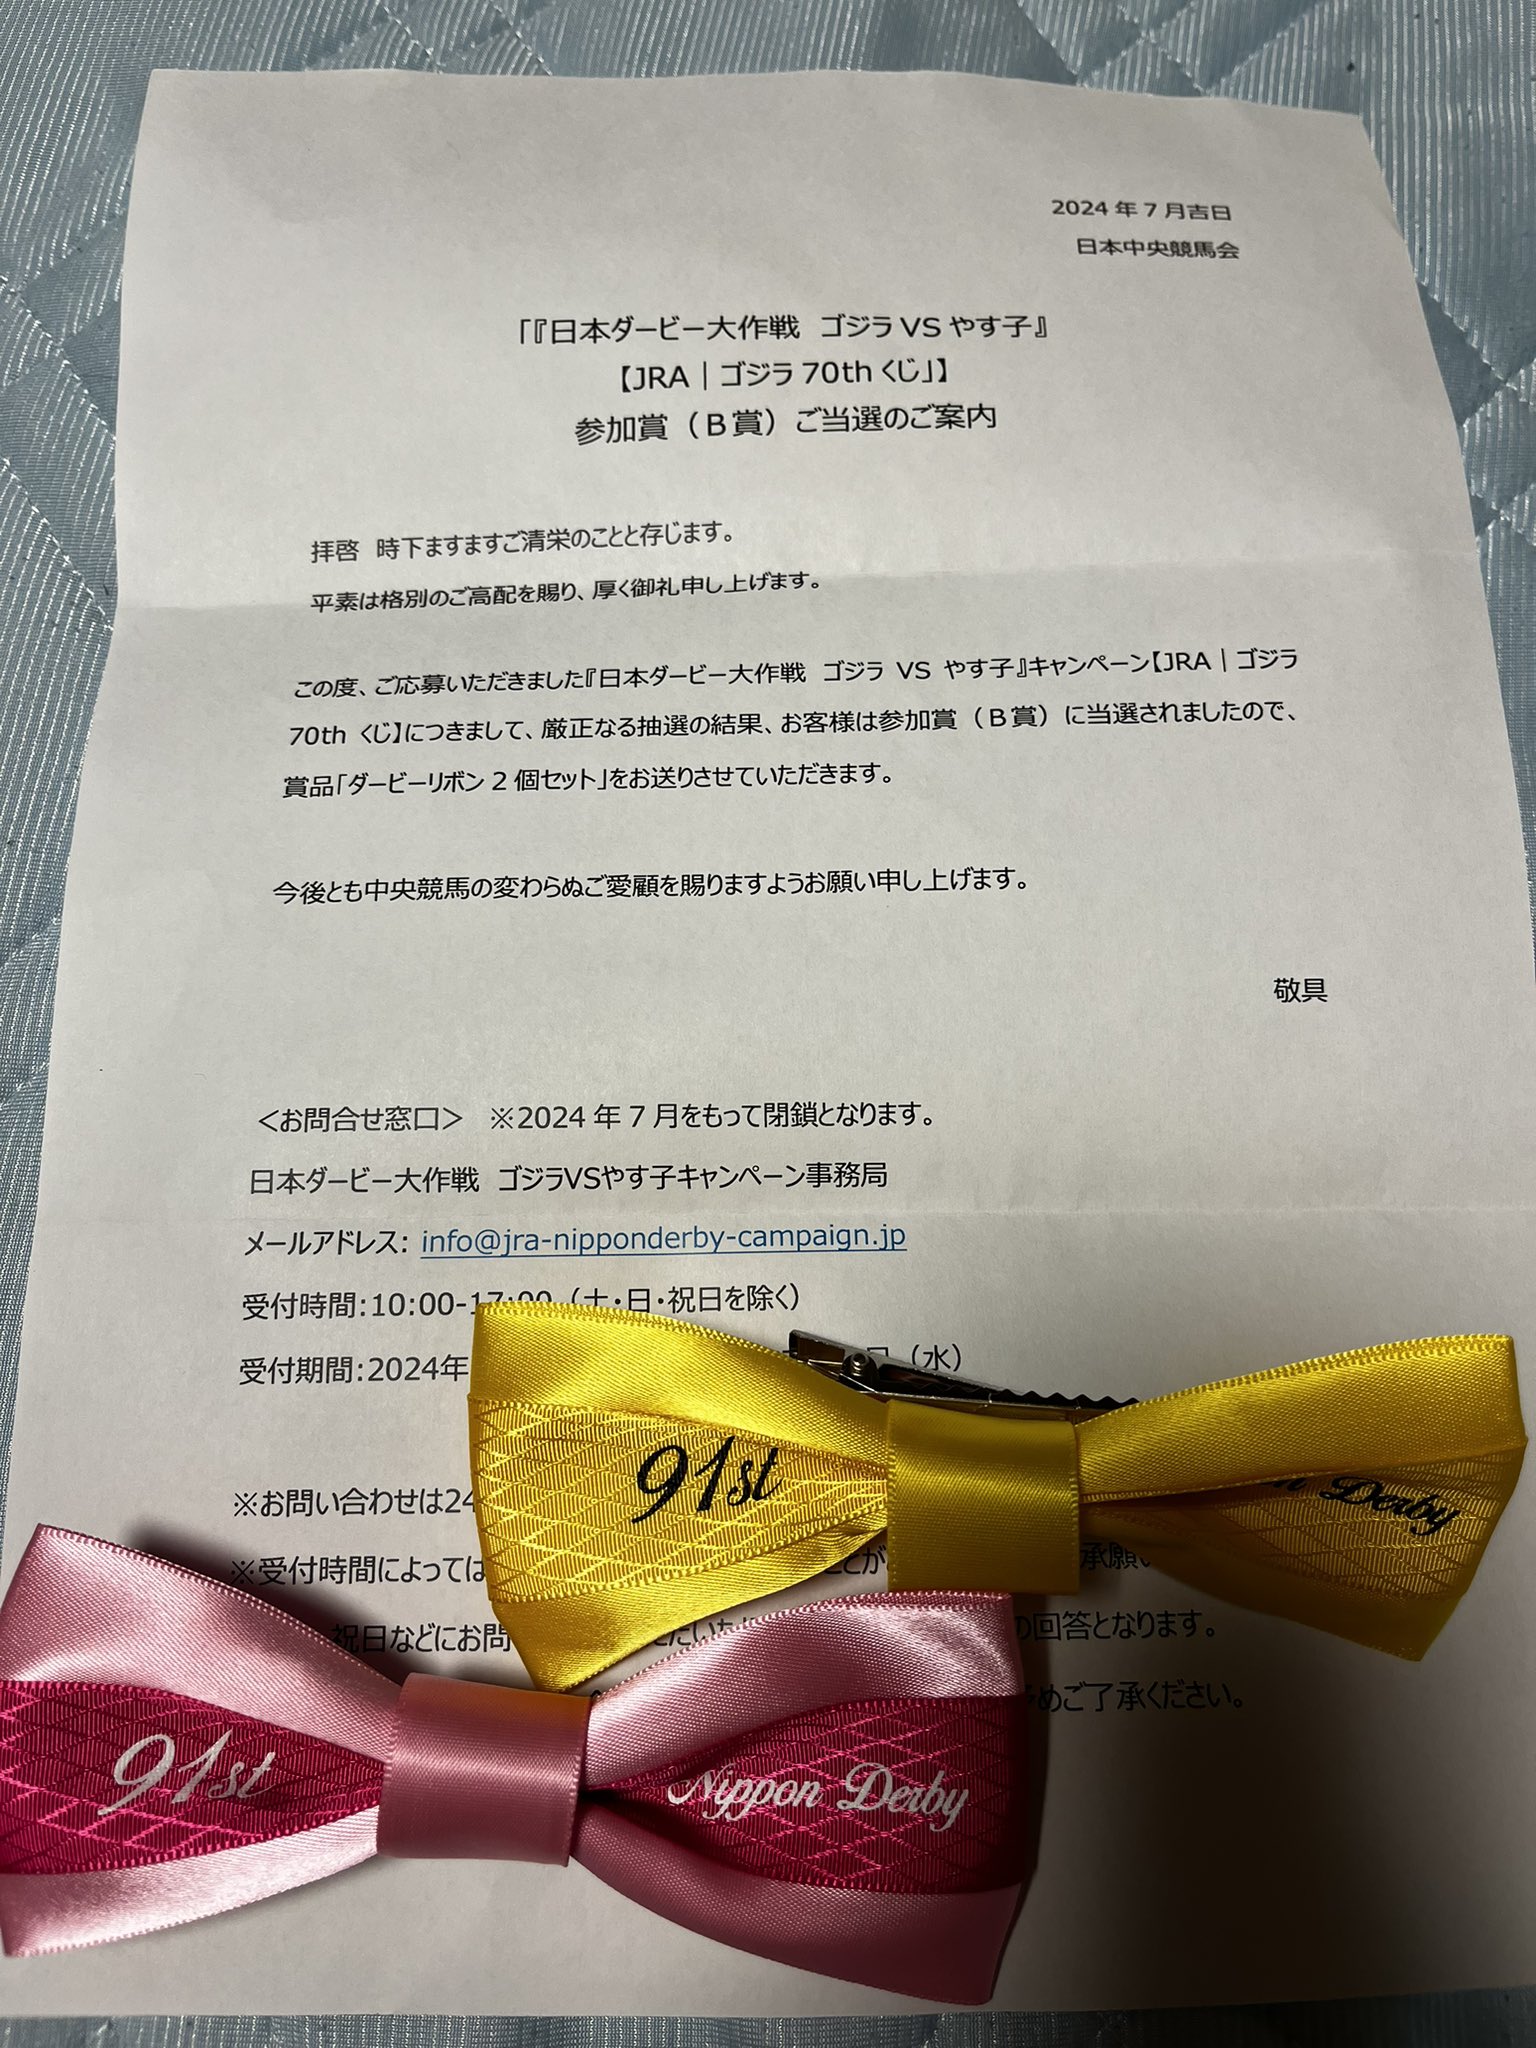 2024年7月吉日
日本中央競馬会
「『日本ダービー大作戦　ゴジラVSやす子』
【JRA｜ゴジラ70thくじ」】
参加賞（B賞）ご当選のご案内
拝啓　時下ますますご清栄のことと存じます。
平素は格別のご高配を賜り、厚く御礼申し上げます。
この度、ご応募いただきました『日本ダービー大作戦　ゴジラ VS やす子』キャンペーン【JRA｜ゴジラ
70th くじ】につきまして、厳正なる抽選の結果、お客様は参加賞（B賞）に当選されましたので、
賞品「ダービーリボン2個セット」をお送りさせていただきます。
今後とも中央競馬の変わらぬご愛顧を賜りますようお願い申し上げます。
敬具
＜お問合せ窓口＞　※2024年7月をもって閉鎖となります。
日本ダービー大作戦　ゴジラVSやす子キャンペーン事務局
メールアドレス: info@jra-nipponderby-campaign.jp
受付時間:10:00-17:00（土・日・祝日を除く）
受付期間:2024年 （水）
※お問い合わせは24
※受付時間によっては
祝日などにお問 の回答となります。
めご了承ください。
91st Derby
91st Nippon Derby